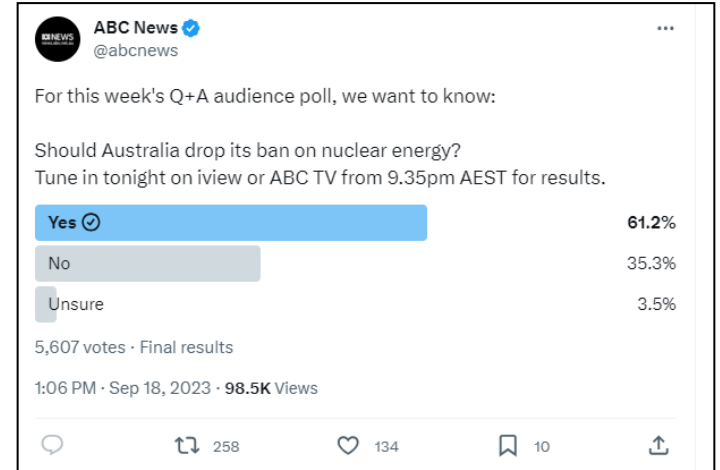 ABC News
@abcnews
For this week's Q+A audience poll, we want to know:
Should Australia drop its ban on nuclear energy?
Tune in tonight on iview or ABC TV from 9.35pm AEST for results.
Yes 61.2%
No 35.3%
Unsure 3.5%
5,607 votes · Final results
1:06 PM · Sep 18, 2023 · 98.5K Views
258 134 10